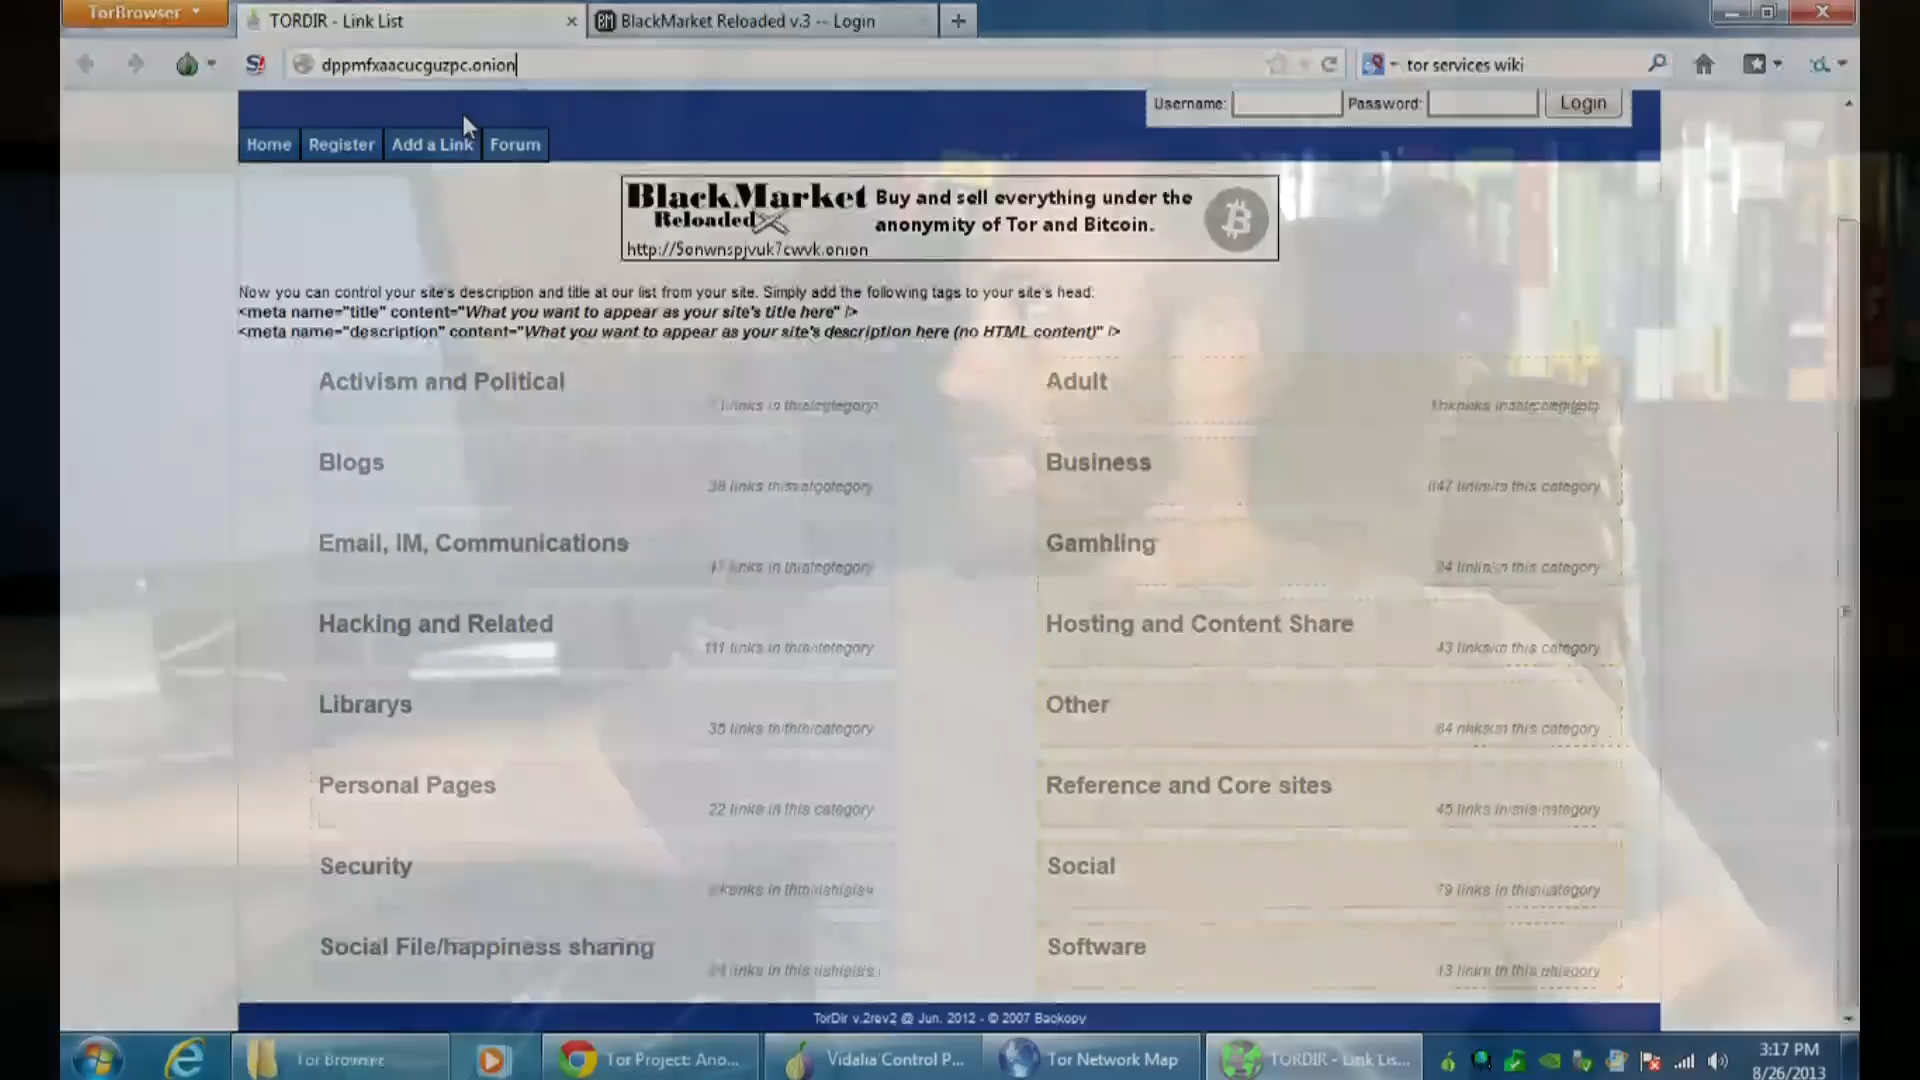 TorBrowser
TORDIR - Link List
BlackMarket Reloaded v.3 -- Login
dppmfxaacucguzpc.onion
tor services wiki
Username:
Password:
Login
Home
Register
Add a Link
Forum
BlackMarket
Reloaded
Buy and sell everything under the
anonymity of Tor and Bitcoin.
http://5onwnspjvuk7cwvk.onion
Now you can control your site's description and title at our list from your site. Simply add the following tags to your site's head:
<meta name="title" content="What you want to appear as your site's title here" />
<meta name="description" content="What you want to appear as your site's description here (no HTML content)" />
Activism and Political
Adult
Blogs
38 links
Business
this category
Email, IM, Communications
Gambling
this category
Hacking and Related
111 links in
Hosting and Content Share
43 links this category
Librarys
35 links category
Other
this category
Personal Pages
22 links in this category
Reference and Core sites
45 links category
Security
Social
79 links in category
Social File/happiness sharing
links in this
Software
TorDir v.2rev2 @ Jun. 2012 - © 2007 Backopy
Tor Browser
Tor Project: Ano...
Vidalia Control P...
Tor Network Map
TORDIR - Link Lis...
3:17 PM
8/26/2013